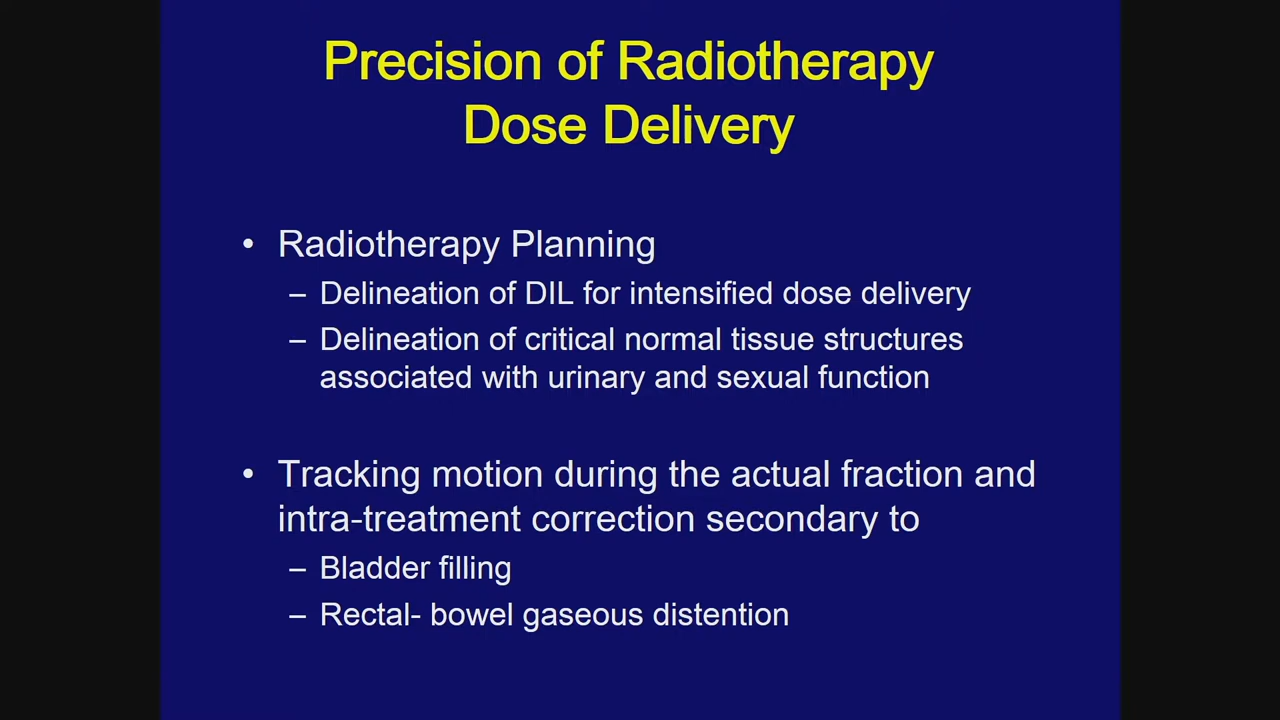 Precision of Radiotherapy
Dose Delivery
• Radiotherapy Planning
– Delineation of DIL for intensified dose delivery
– Delineation of critical normal tissue structures
associated with urinary and sexual function
• Tracking motion during the actual fraction and
intra-treatment correction secondary to
– Bladder filling
– Rectal- bowel gaseous distention